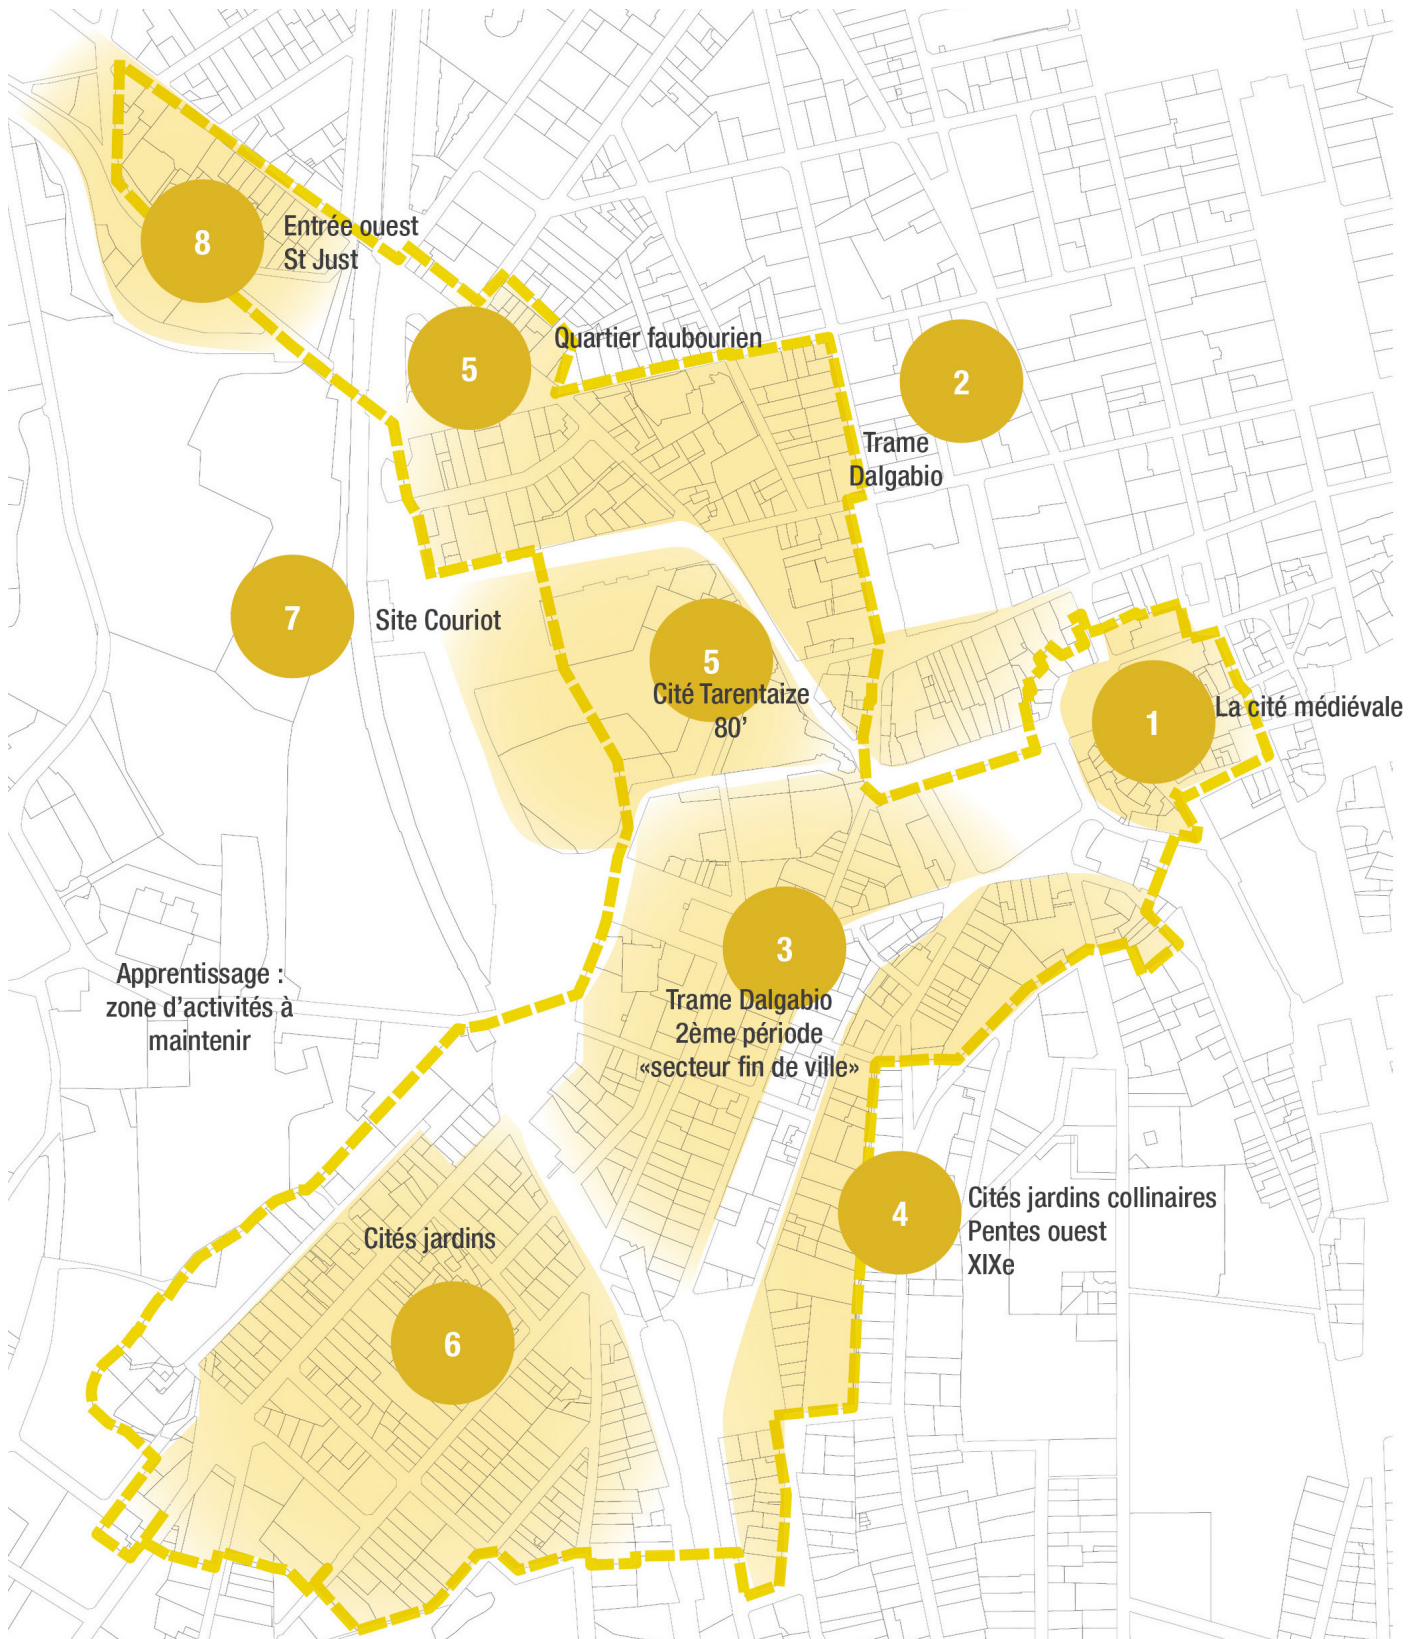 8
Entrée ouest
St Just
5
Quartier faubourien
2
Trame
Dalgabio
7
Site Couriot
5
Cité Tarentaize
80’
1
La cité médiévale
3
Trame Dalgabio
2ème période
«secteur fin de ville»
Apprentissage :
zone d’activités à
maintenir
4
Cités jardins collinaires
Pentes ouest
XIXe
Cités jardins
6